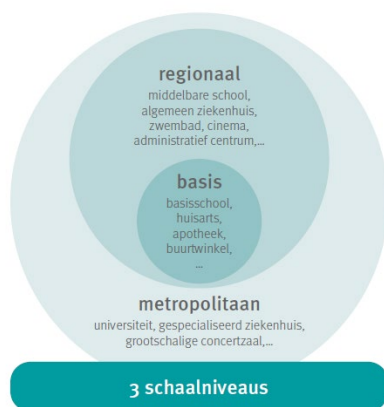 regionaal
middelbare school,
algemeen ziekenhuis,
zwembad, cinema,
administratief centrum,...
basis
basisschool,
huisarts,
apotheek,
buurtwinkel,
...
metropolitaan
universiteit, gespecialiseerd ziekenhuis,
grootschalige concertzaal,...
3 schaalniveaus